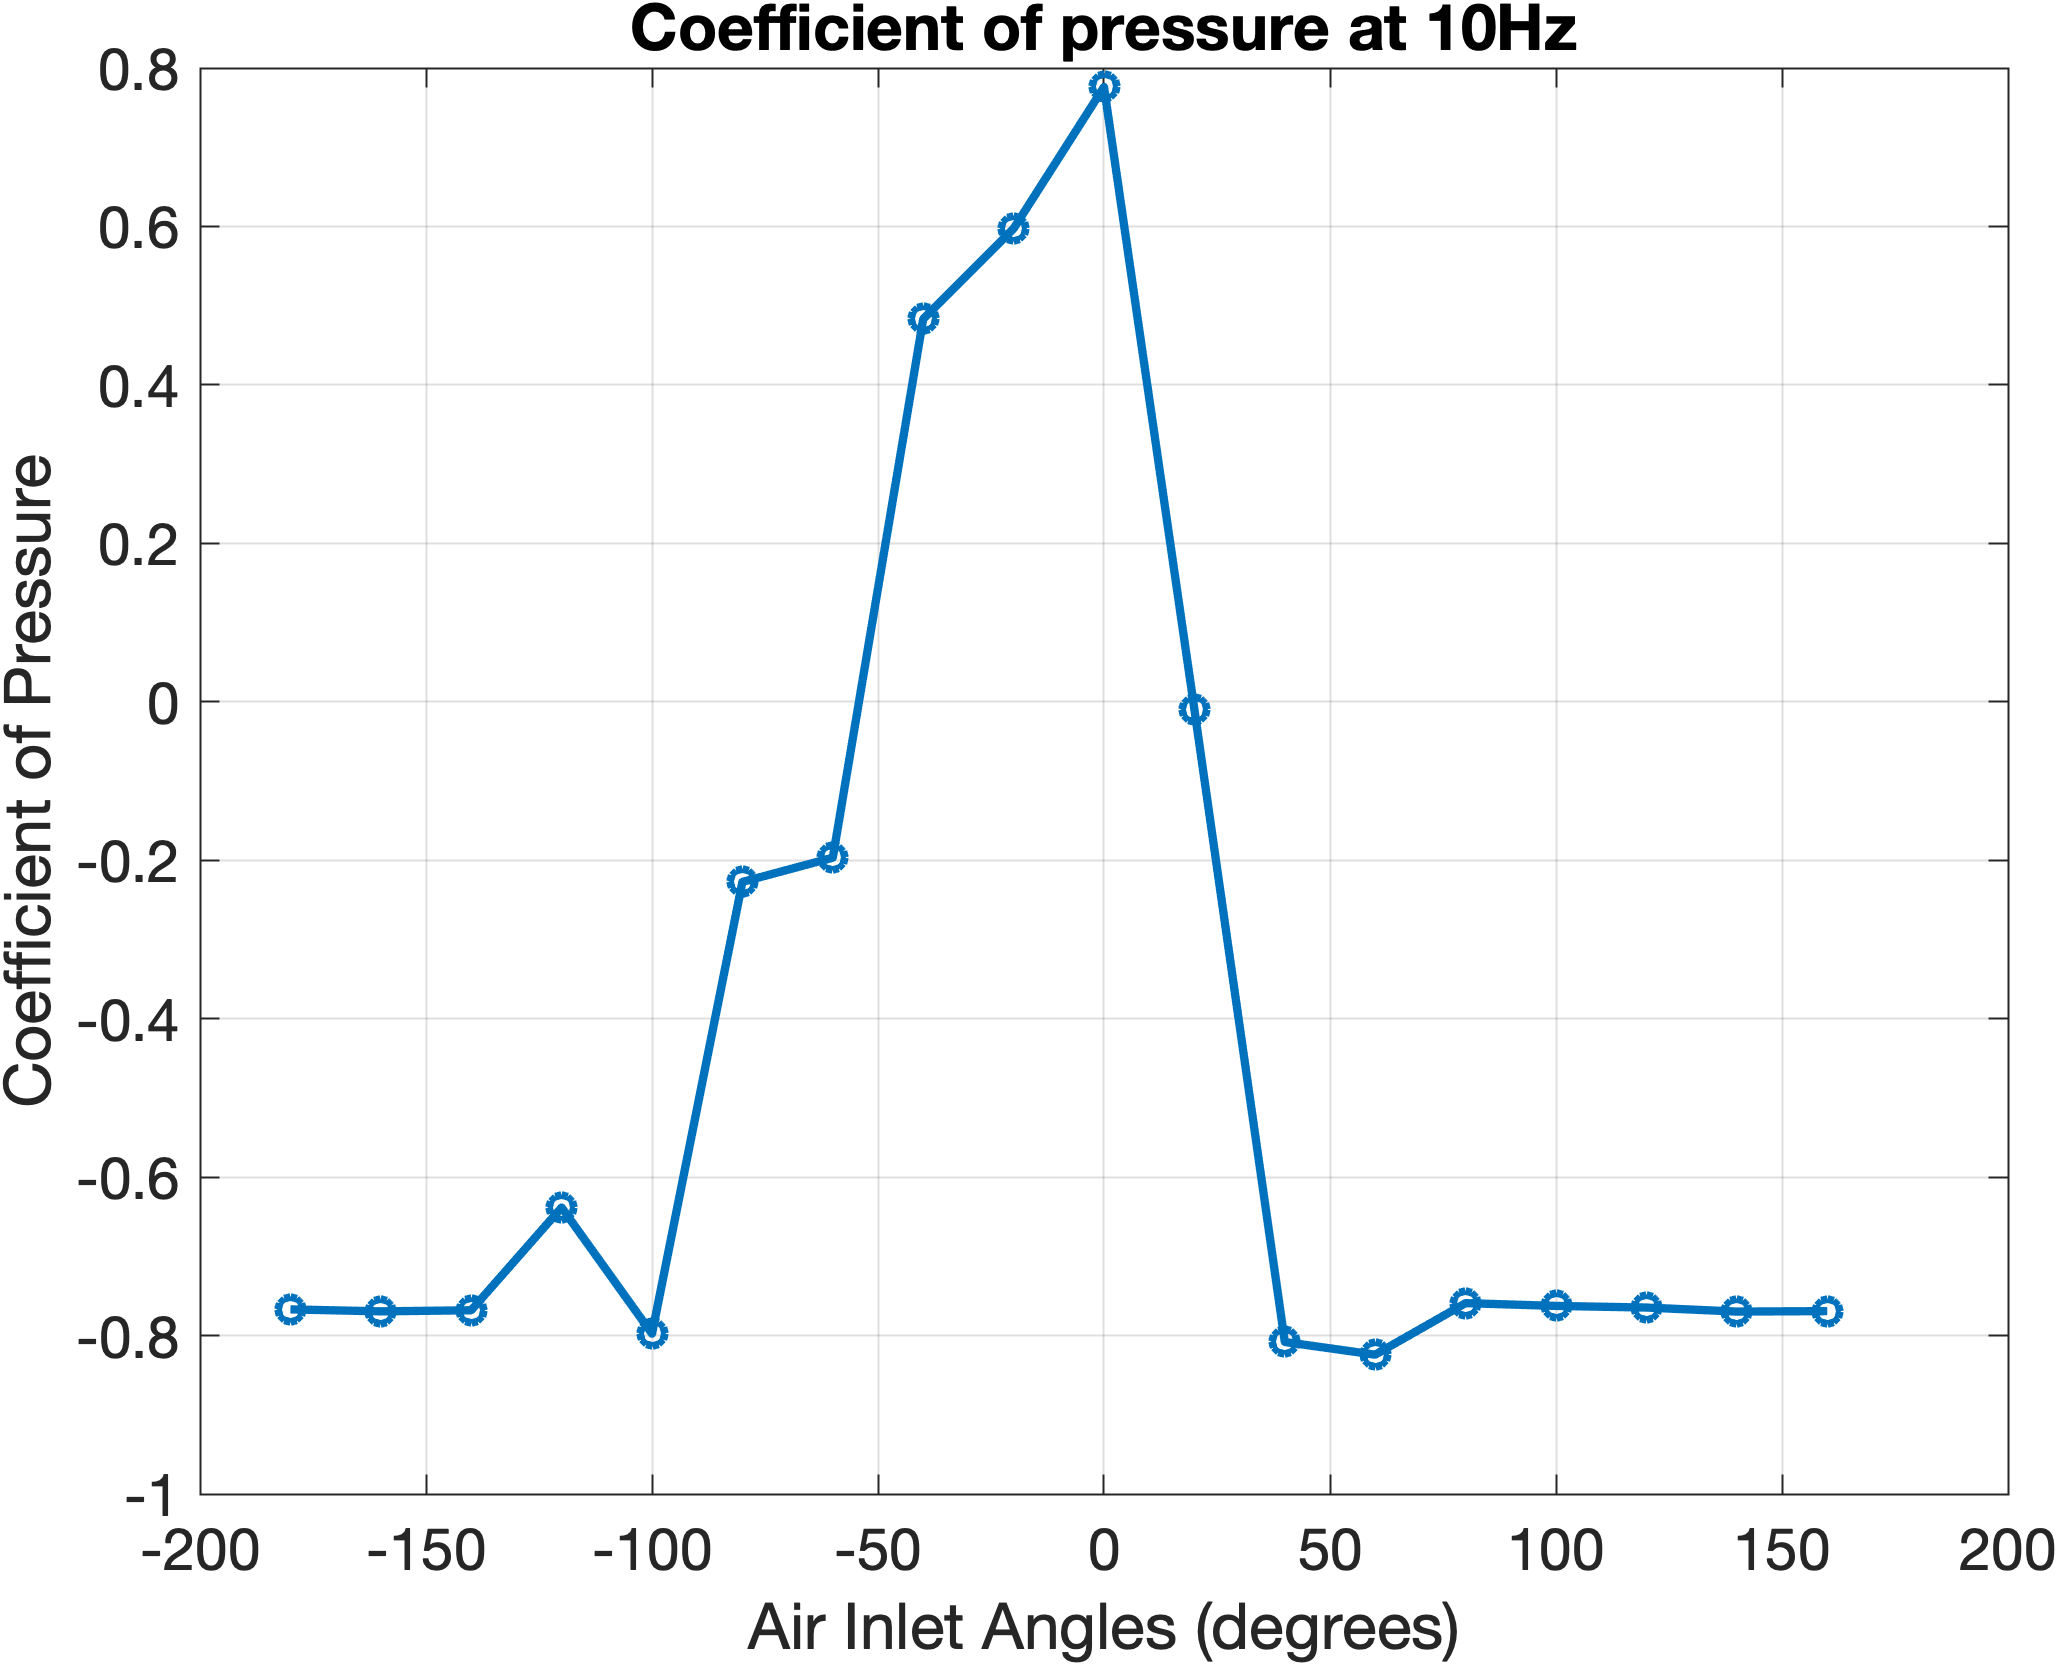 Coefficient of pressure at 10Hz
0.8
0.6
0.4
0.2
0
-0.2
-0.4
-0.6
-0.8
-1
Coefficient of Pressure
-200 -150 -100 -50 0 50 100 150 200
Air Inlet Angles (degrees)